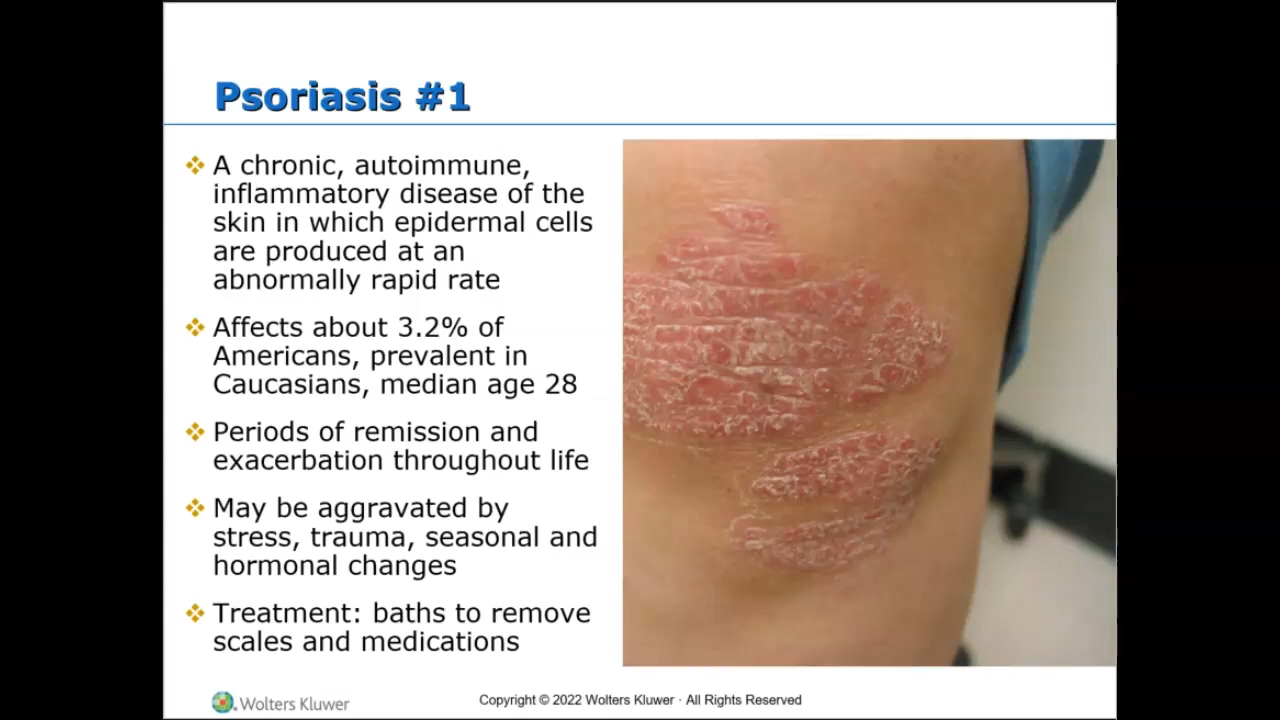 Psoriasis #1
❖ A chronic, autoimmune,
inflammatory disease of the
skin in which epidermal cells
are produced at an
abnormally rapid rate
❖ Affects about 3.2% of
Americans, prevalent in
Caucasians, median age 28
❖ Periods of remission and
exacerbation throughout life
❖ May be aggravated by
stress, trauma, seasonal and
hormonal changes
❖ Treatment: baths to remove
scales and medications
Wolters Kluwer
Copyright © 2022 Wolters Kluwer · All Rights Reserved